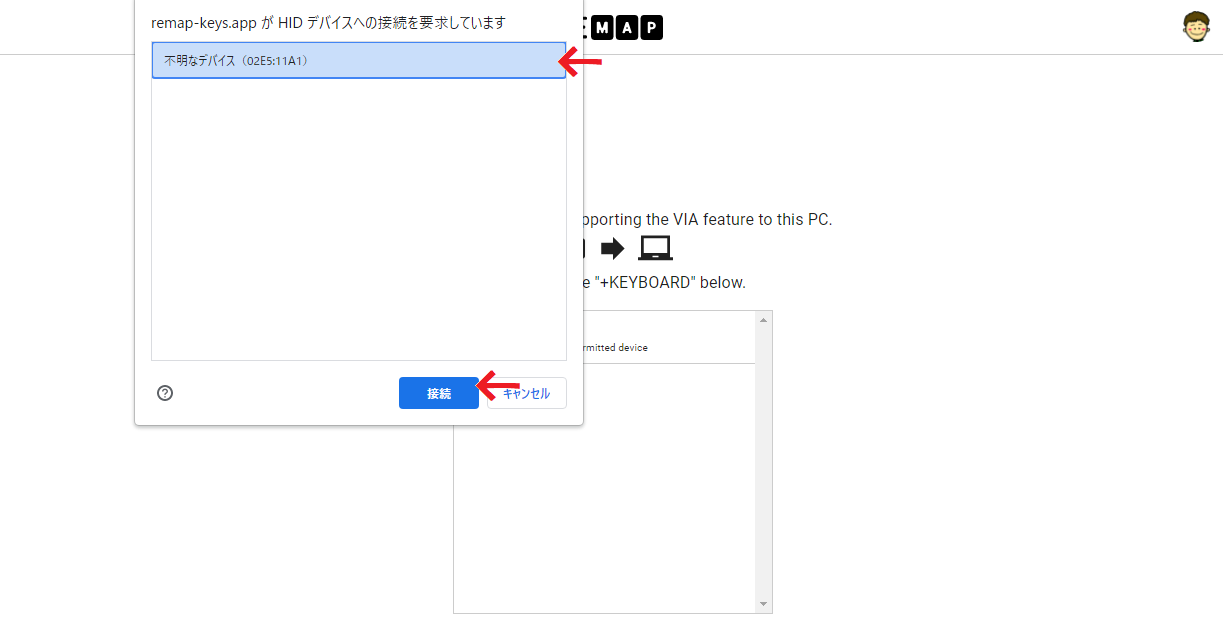 remap-keys.app が HID デバイスへの接続を要求しています
MAP
不明なデバイス（02E5:11A1）
pporting the VIA feature to this PC.
e "+KEYBOARD" below.
rmitted device
接続
キャンセル